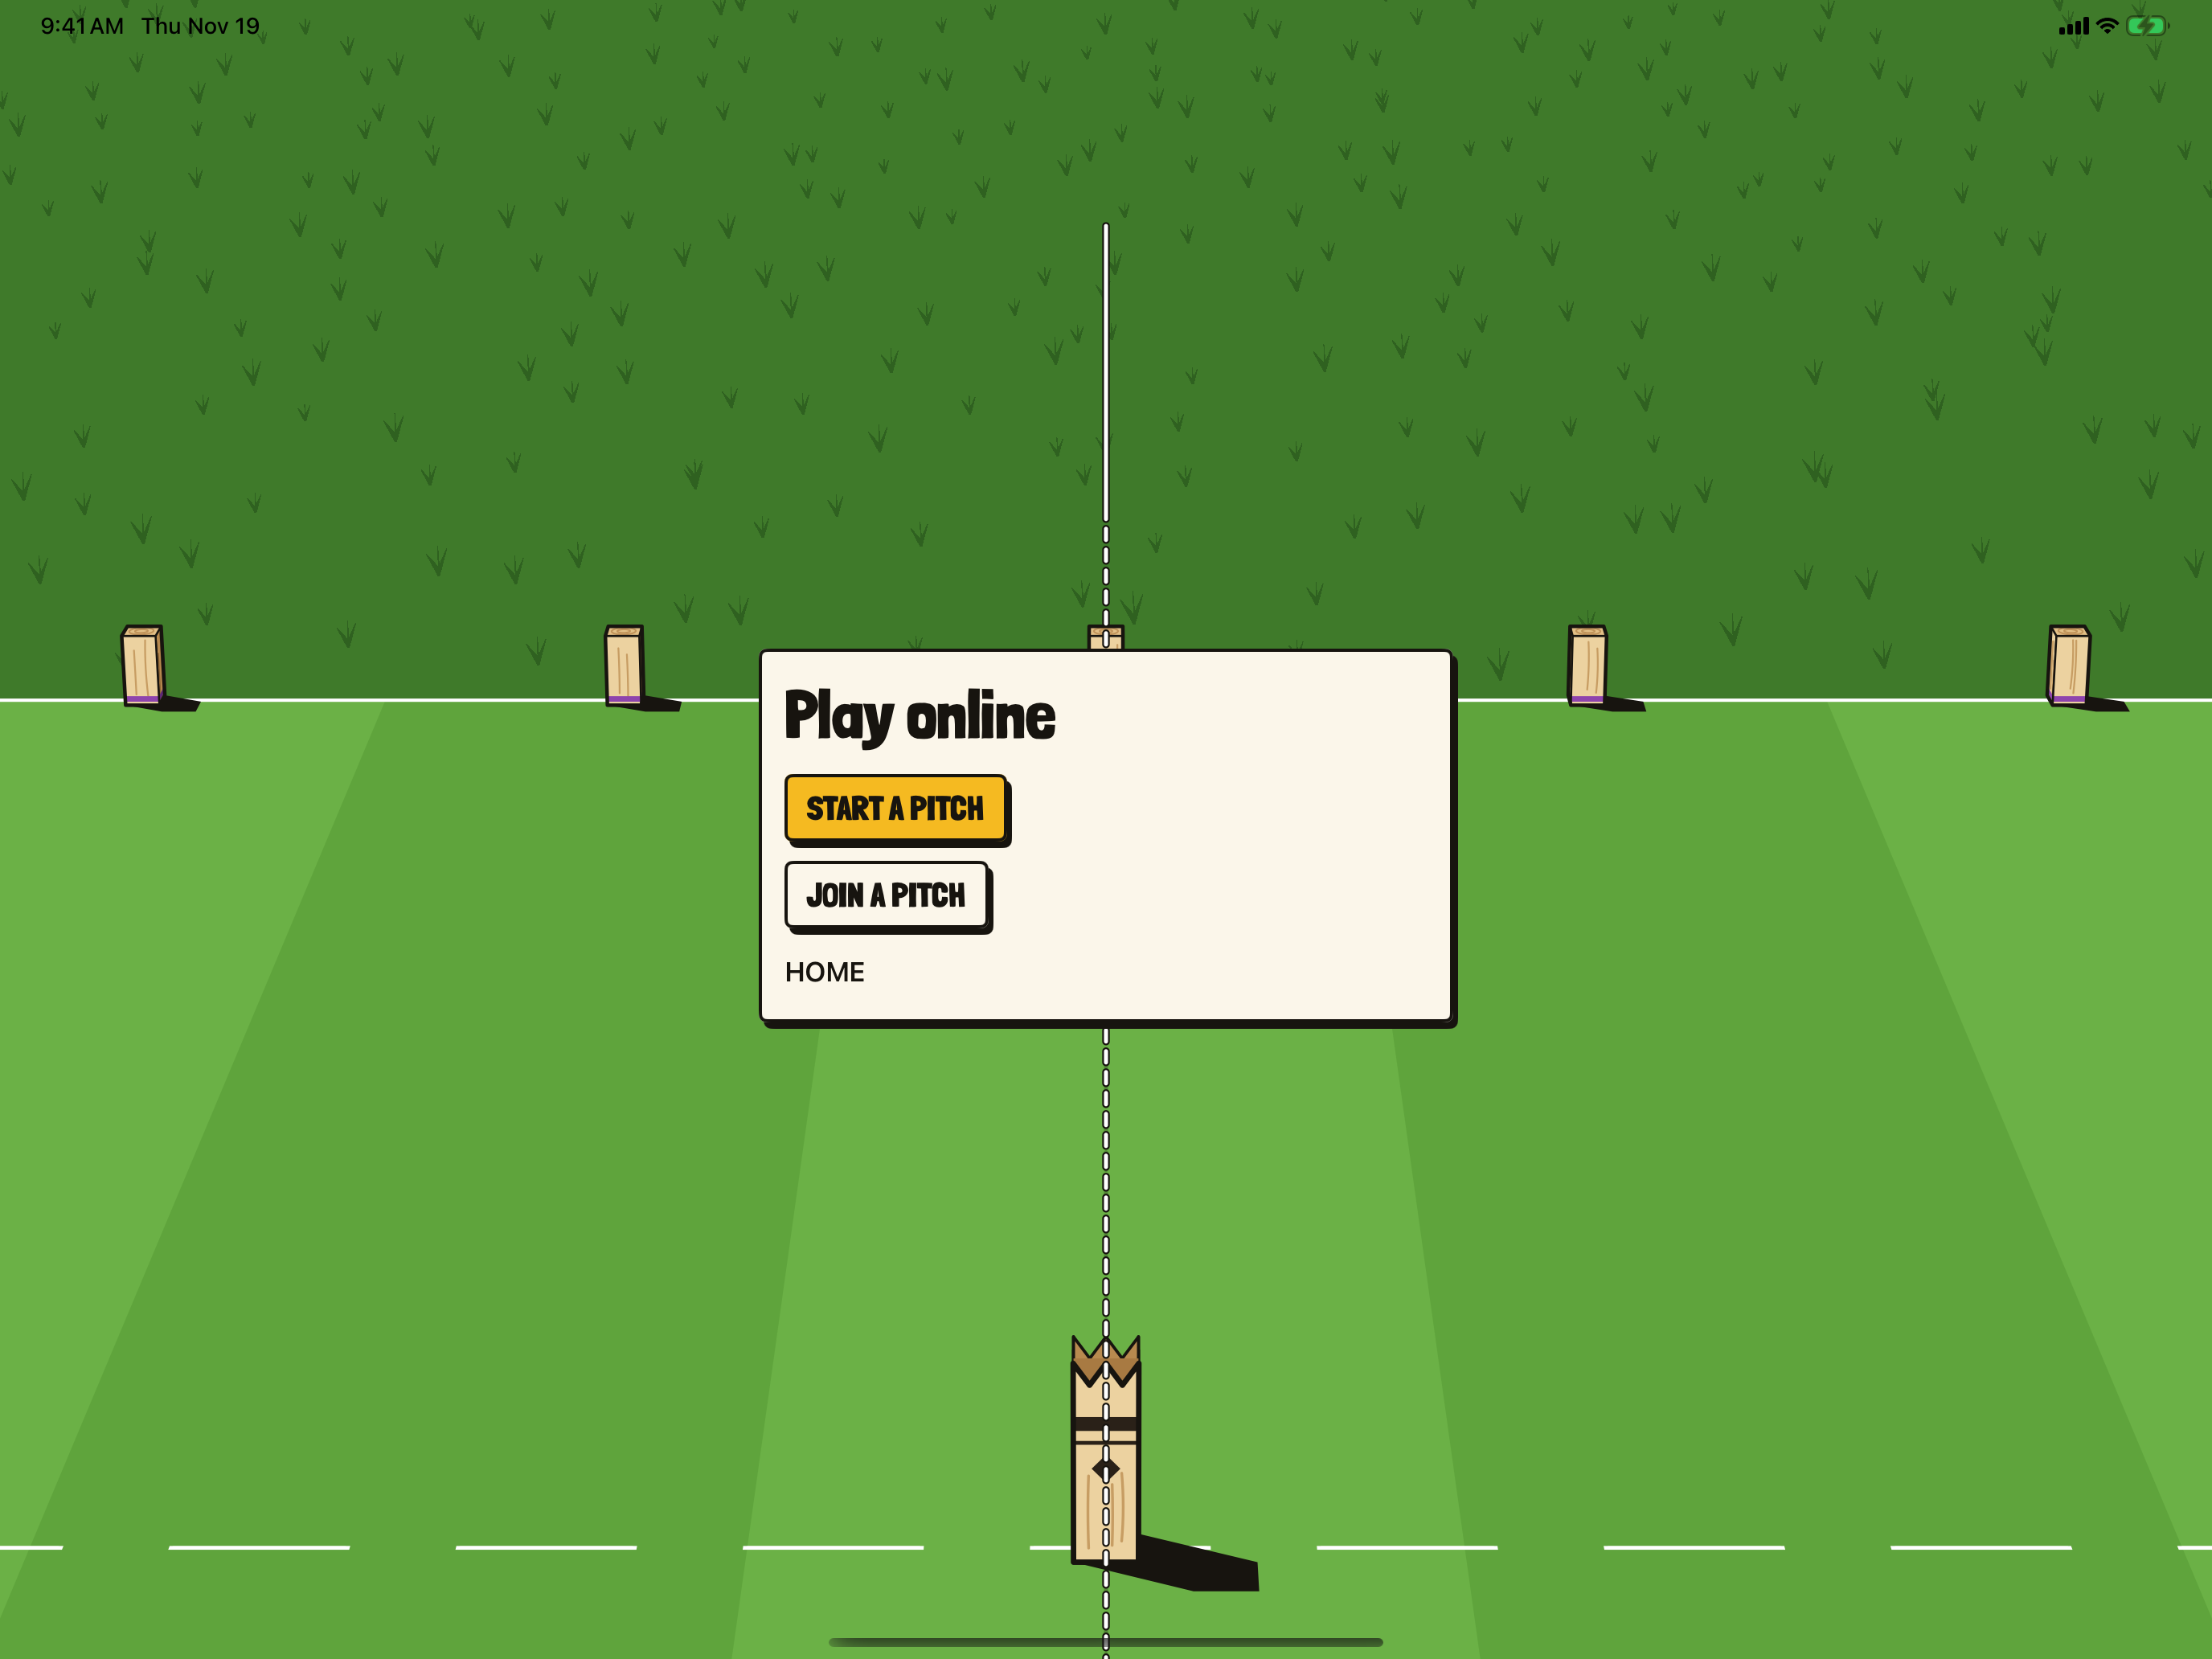 9:41 AM Thu Nov 19
Play online
START A PITCH
JOIN A PITCH
HOME